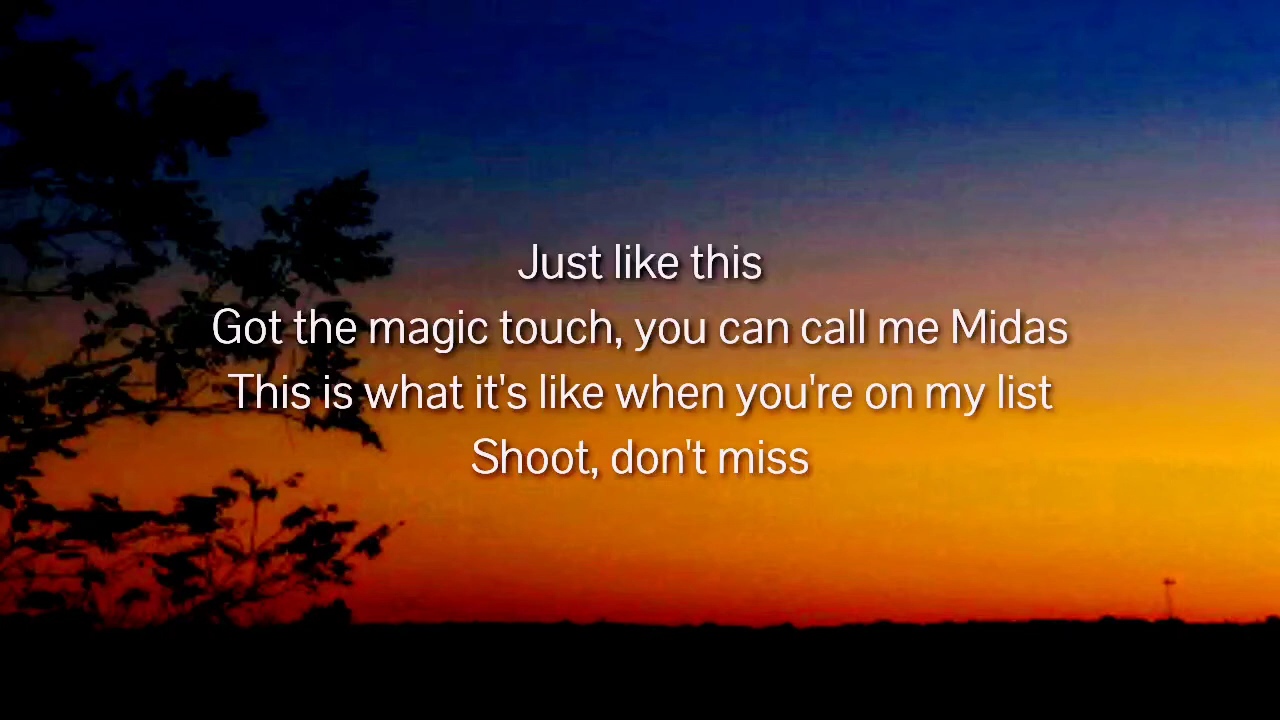 Just like this
Got the magic touch, you can call me Midas
This is what it's like when you're on my list
Shoot, don't miss